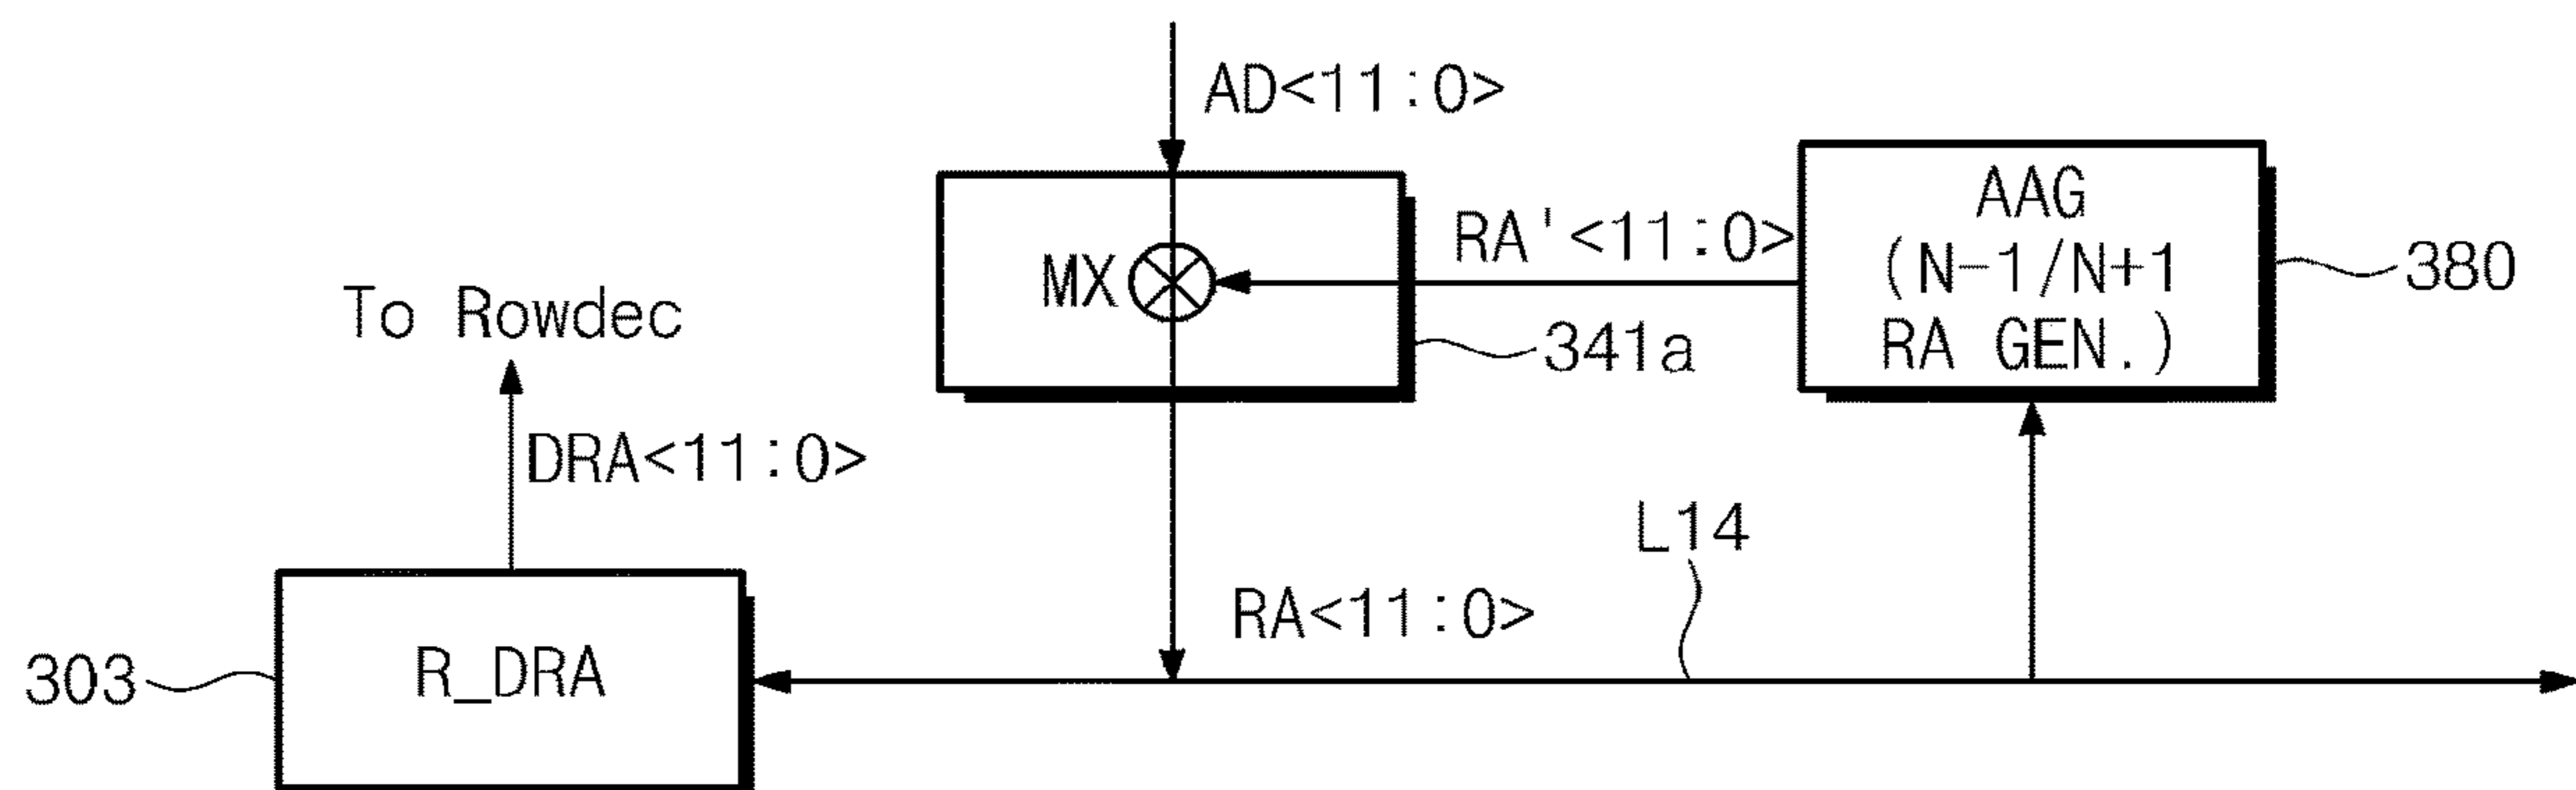 AD<11:0>
AAG
(N-1/N+1
RA GEN.)
RA'<11:0>
MX
380
341a
To Rowdec
DRA<11:0>
L14
RA<11:0>
R_DRA
303